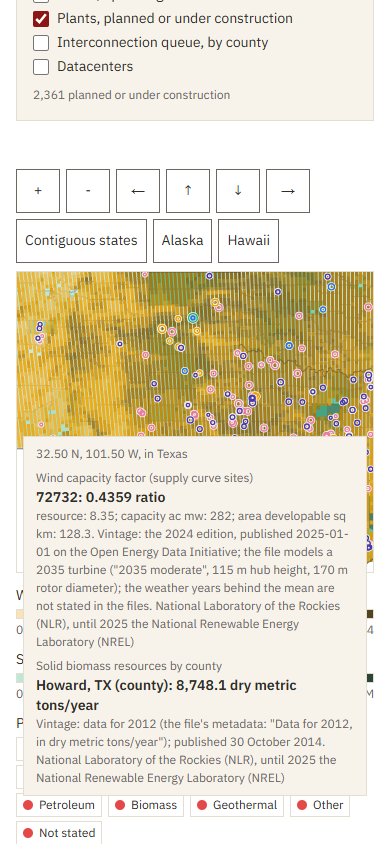 Plants, planned or under construction
Interconnection queue, by county
Datacenters
2,361 planned or under construction
+
-
←
↑
↓
→
Contiguous states
Alaska
Hawaii
32.50 N, 101.50 W, in Texas
Wind capacity factor (supply curve sites)
72732: 0.4359 ratio
resource: 8.35; capacity ac mw: 282; area developable sq
km: 128.3. Vintage: the 2024 edition, published 2025-01-
01 on the Open Energy Data Initiative; the file models a
2035 turbine ("2035 moderate", 115 m hub height, 170 m
rotor diameter); the weather years behind the mean are
not stated in the files. National Laboratory of the Rockies
(NLR), until 2025 the National Renewable Energy
Laboratory (NREL)
Solid biomass resources by county
Howard, TX (county): 8,748.1 dry metric
tons/year
Vintage: data for 2012 (the file's metadata: "Data for 2012,
in dry metric tons/year"); published 30 October 2014.
National Laboratory of the Rockies (NLR), until 2025 the
National Renewable Energy Laboratory (NREL)
Petroleum
Biomass
Geothermal
Other
Not stated